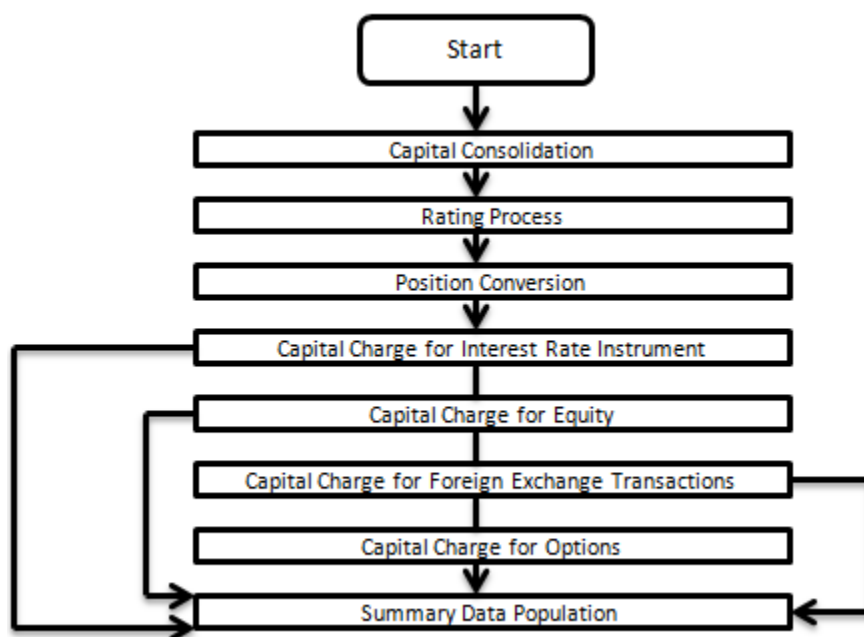 Start
Capital Consolidation
Rating Process
Position Conversion
Capital Charge for Interest Rate Instrument
Capital Charge for Equity
Capital Charge for Foreign Exchange Transactions
Capital Charge for Options
Summary Data Population